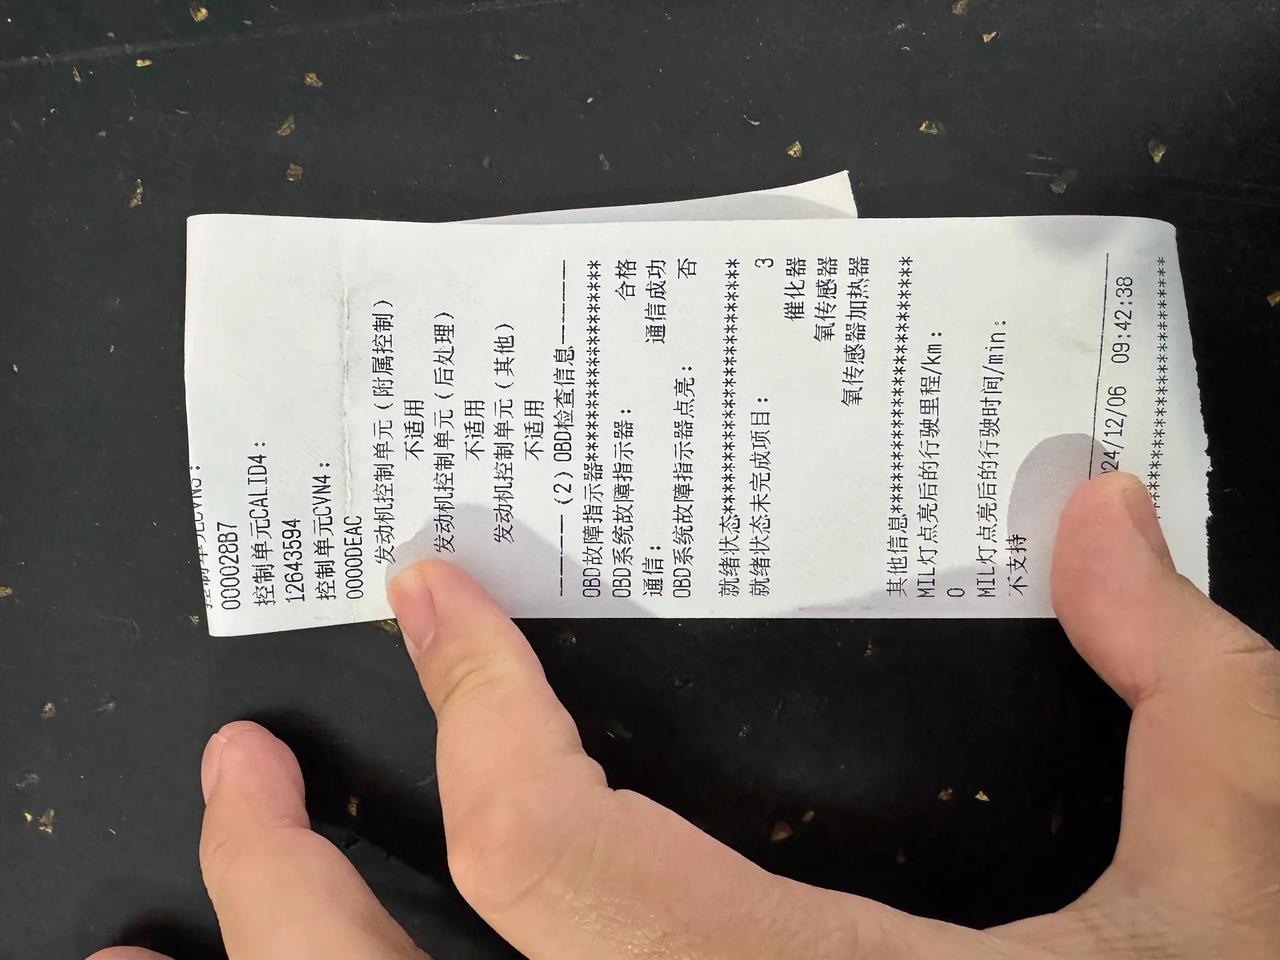 控制单元CVN3:
000028B7
控制单元CALID4:
12643594
控制单元CVN4:
0000DEAC
发动机控制单元（附属控制）
不适用
发动机控制单元（后处理）
不适用
发动机控制单元（其他）
不适用
-----（2）OBD检查信息-----
OBD故障指示器********************
OBD系统故障指示器: 合格
通信: 通信成功
OBD系统故障指示器点亮: 否
就绪状态**********************
就绪状态未完成项目: 3
催化器
氧传感器
氧传感器加热器
其他信息**********************
MIL灯点亮后的行驶里程/km:
0
MIL灯点亮后的行驶时间/min:
不支持
24/12/06 09:42:38
**********************